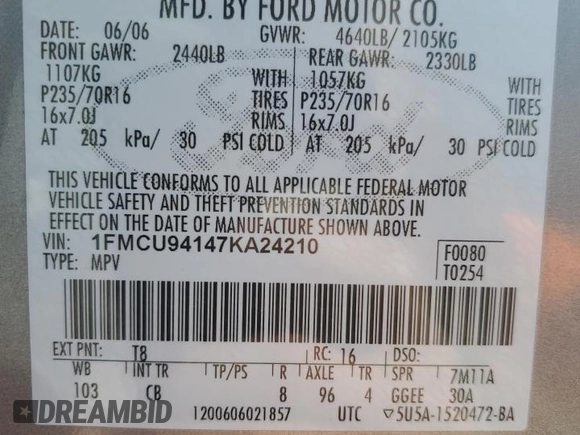 MFD. BY FORD MOTOR CO.
DATE: 06/06 GVWR: 4640LB/ 2105KG
FRONT GAWR: 2440LB REAR GAWR: 2330LB
1107KG WITH 1057KG WITH
P235/70R16 TIRES P235/70R16 TIRES
16x7.0J RIMS 16x7.0J RIMS
AT 205 kPa/ 30 PSI COLD AT 205 kPa/ 30 PSI COLD
Ford
THIS VEHICLE CONFORMS TO ALL APPLICABLE FEDERAL MOTOR
VEHICLE SAFETY AND THEFT PREVENTION STANDARDS IN
EFFECT ON THE DATE OF MANUFACTURE SHOWN ABOVE.
VIN: 1FMCU94147KA24210 F0080
TYPE: MPV T0254
EXT PNT: T8 RC: 16 DSO:
WB INT TR TP/PS R AXLE TR SPR 7M11A
103 CB 8 96 4 GGEE 30A
1200606021857 UTC ▽5U5A-1520472-BA
DREAMBID